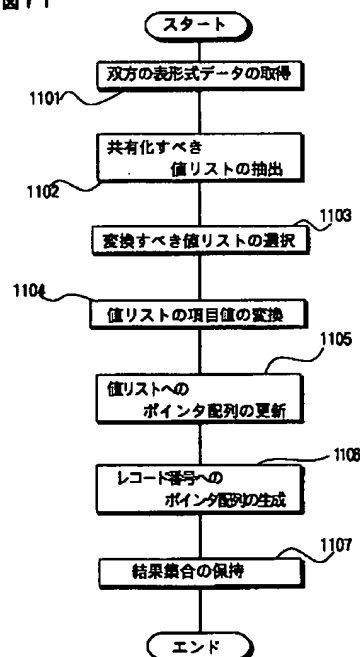 図11
スタート
双方の表形式データの取得
1101
共有化すべき
値リストの抽出
1102
1103
変換すべき値リストの選択
1104
値リストの項目値の変換
1105
値リストへの
ポインタ配列の更新
1106
レコード番号への
ポインタ配列の生成
1107
結果集合の保持
エンド